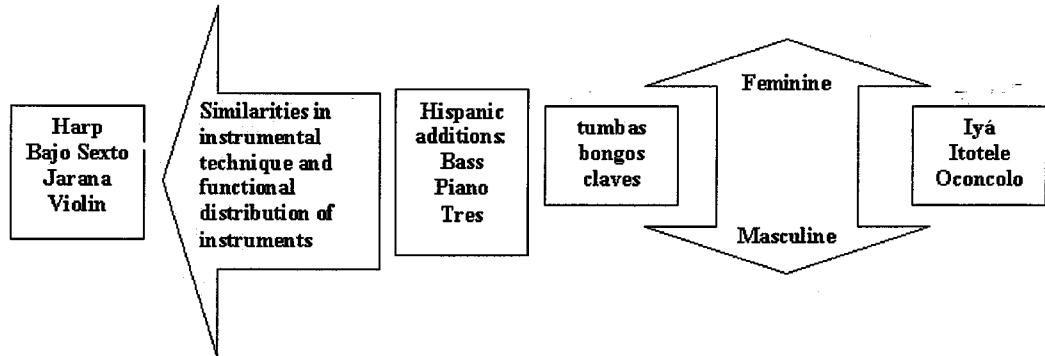 Harp
Bajo Sexto
Jarana
Violin
Similarities in
instrumental
technique and
functional
distribution of
instruments
Hispanic
additions:
Bass
Piano
Tres
tumbas
bongos
claves
Feminine
Masculine
Iyá
Itotele
Oconcolo